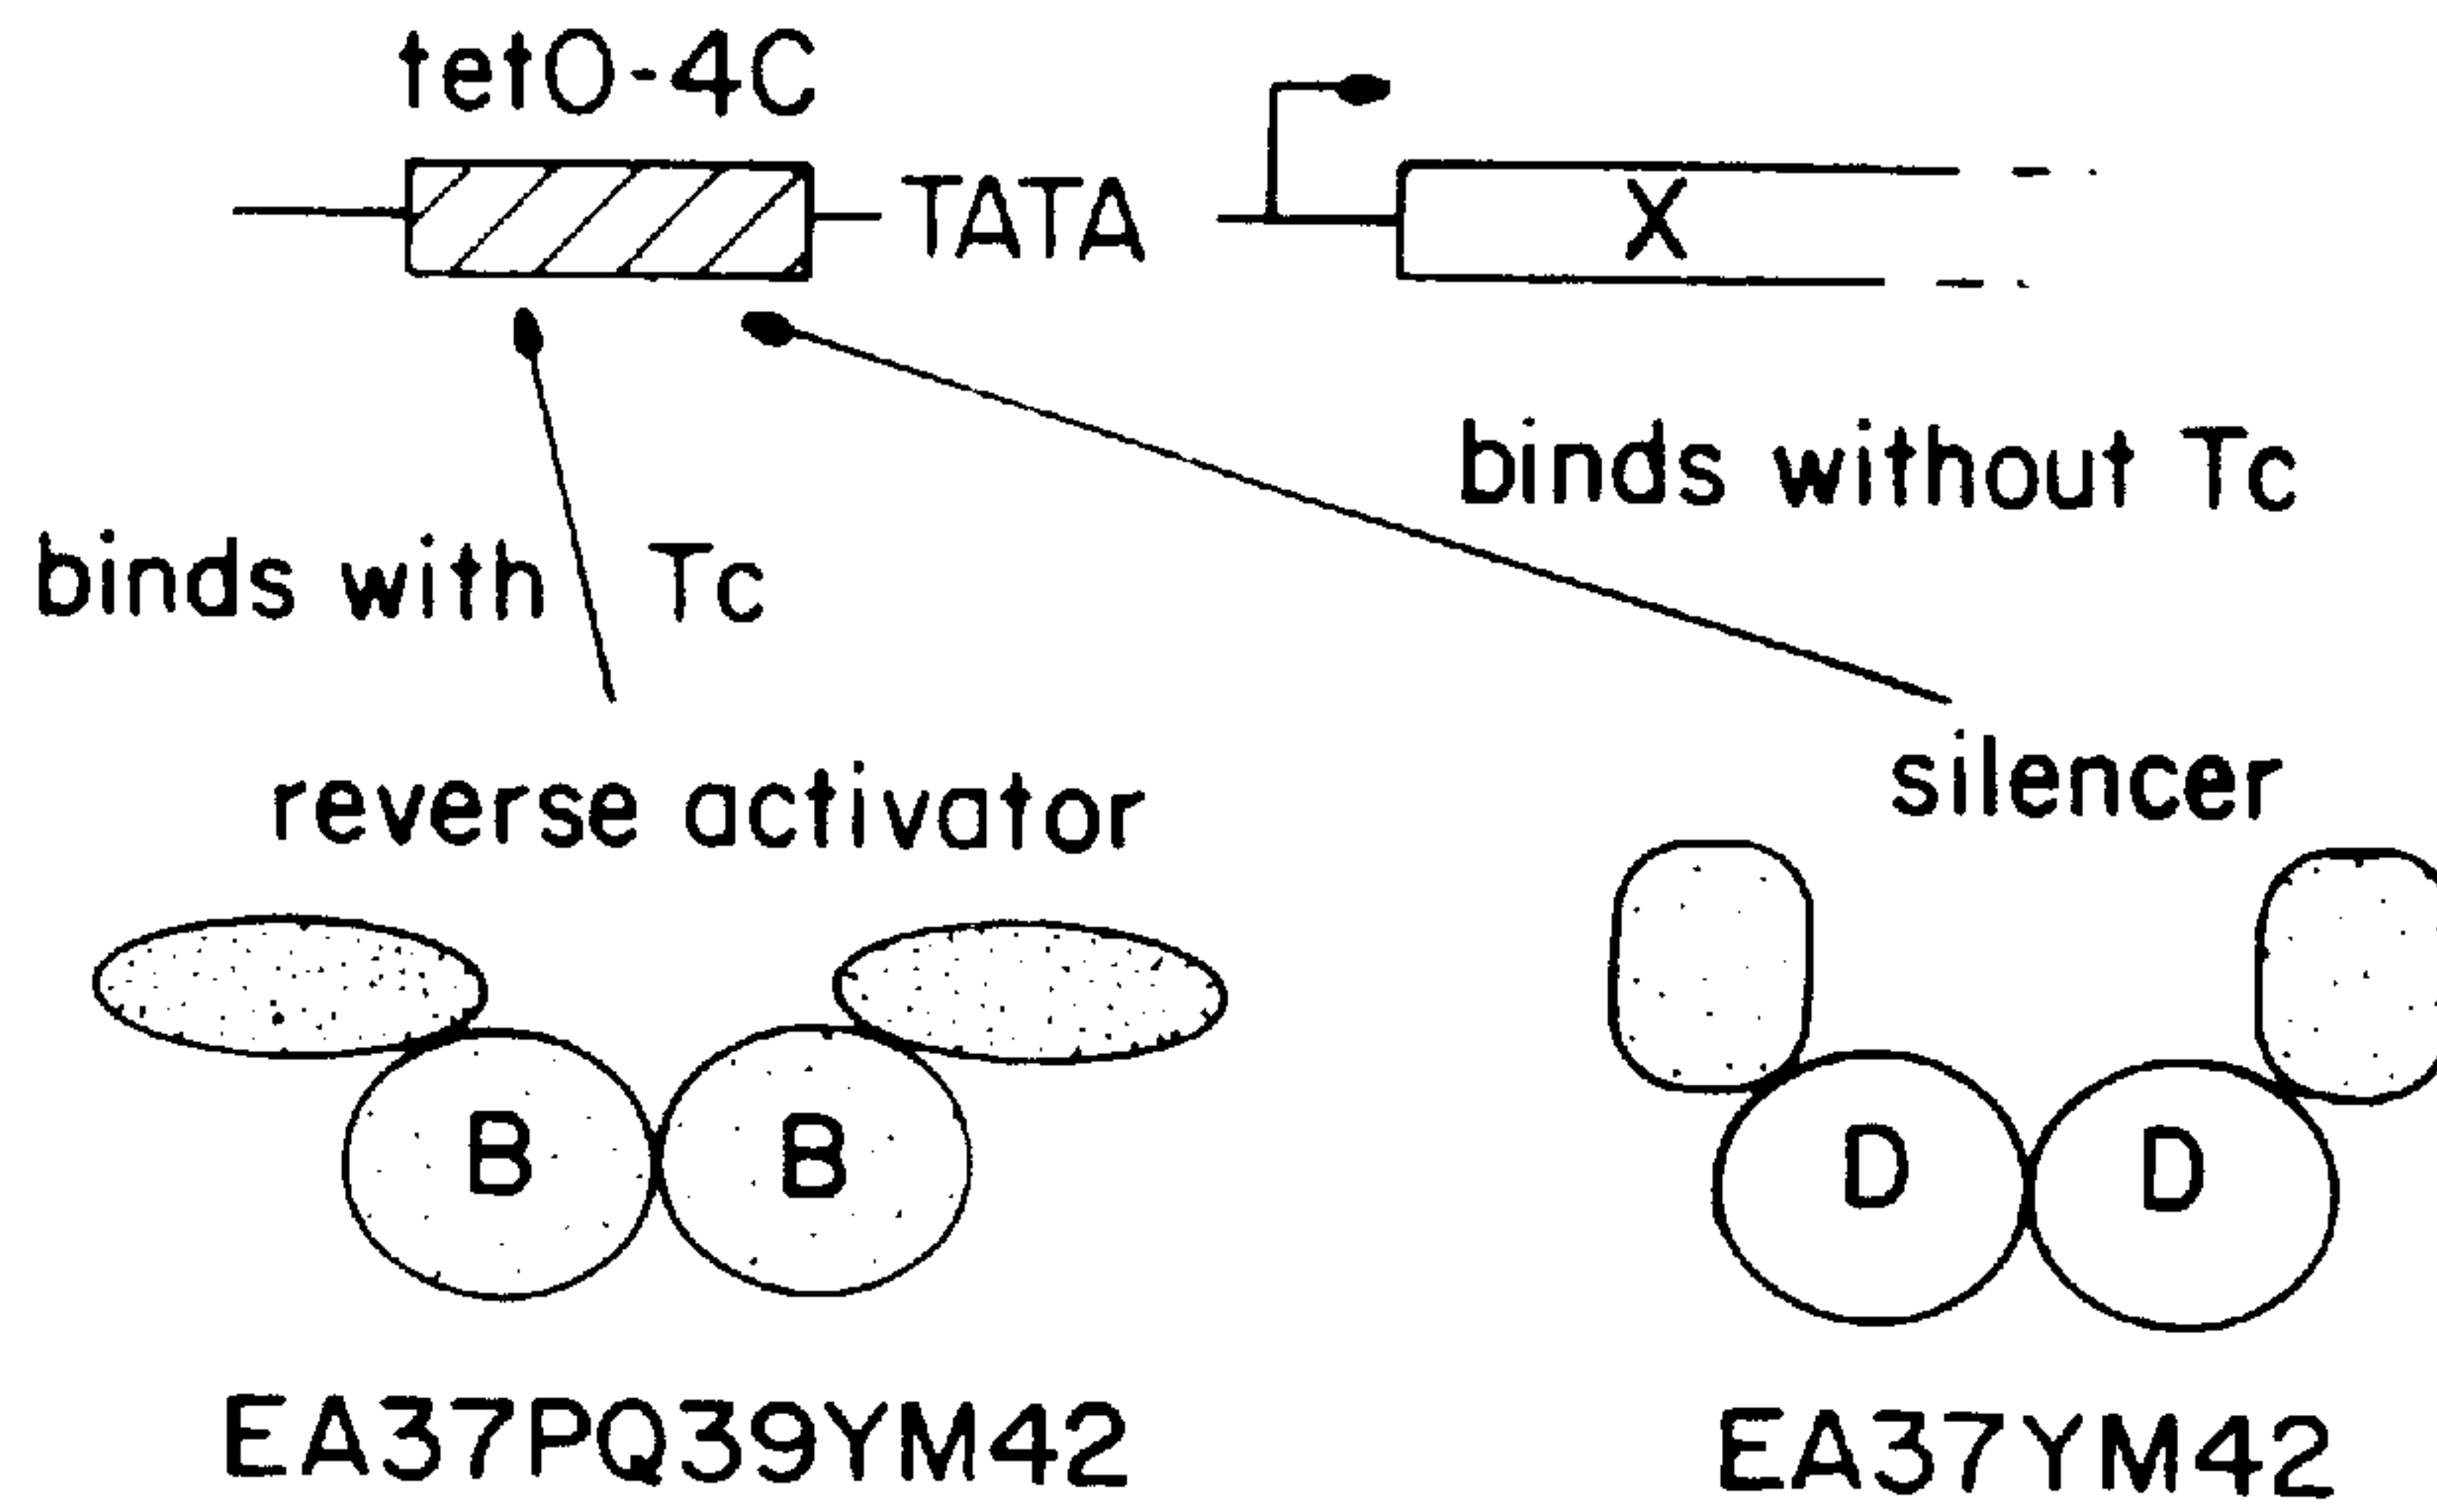 tetO-4C
TATA
X
binds without Tc
binds with Tc
silencer
reverse activator
B B
D D
EA37PQ39YM42
EA37YM42